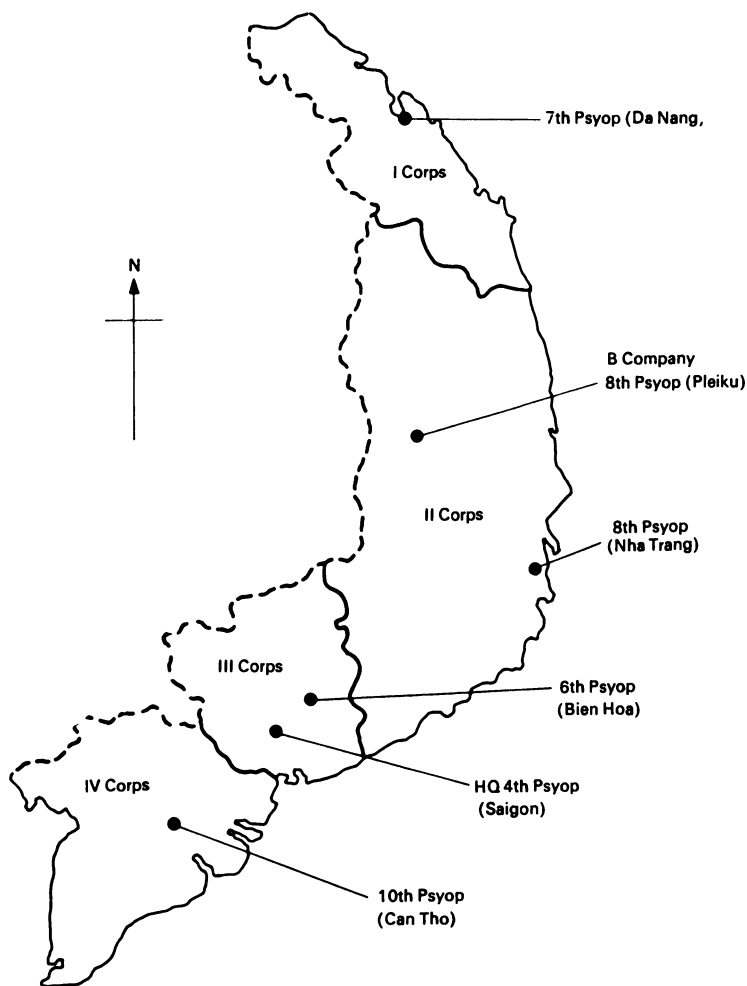 7th Psyop (Da Nang,
I Corps
N
B Company
8th Psyop (Pleiku)
II Corps
8th Psyop
(Nha Trang)
III Corps
6th Psyop
(Bien Hoa)
HQ 4th Psyop
(Saigon)
IV Corps
10th Psyop
(Can Tho)